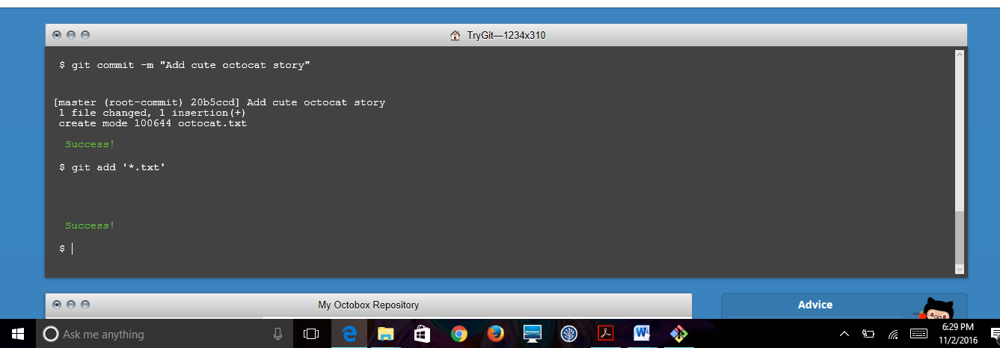 TryGit—1234x310
$ git commit -m "Add cute octocat story"
[master (root-commit) 20b5ccd] Add cute octocat story
1 file changed, 1 insertion(+)
create mode 100644 octocat.txt
Success!
$ git add '*.txt'
Success!
$
My Octobox Repository
Advice
Ask me anything
6:29 PM
11/2/2016